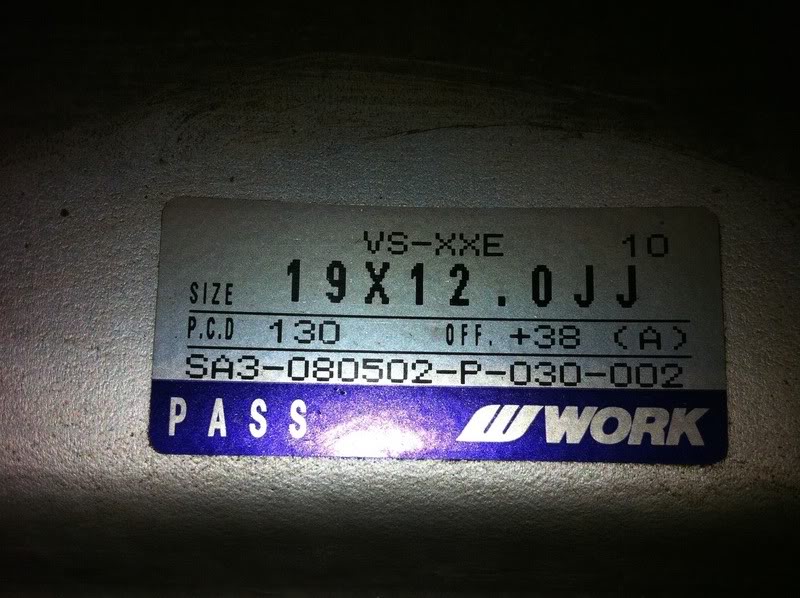 VS-XXE 10
SIZE 19X12.0JJ
P.C.D 130 OFF. +38 (A)
SA3-080502-P-030-002
PASS WORK